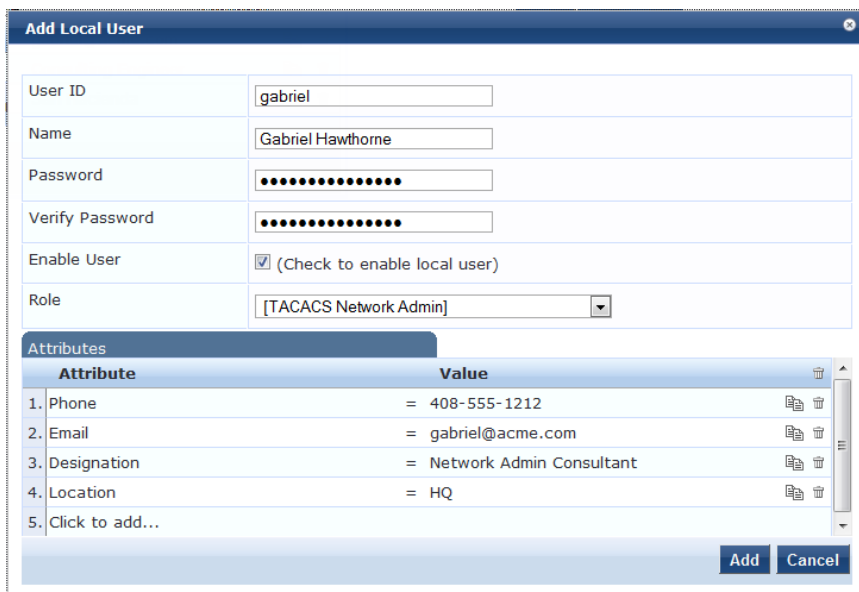 Add Local User
User ID gabriel
Name Gabriel Hawthorne
Password ●●●●●●●●●●●●●●●
Verify Password ●●●●●●●●●●●●●●●
Enable User (Check to enable local user)
Role [TACACS Network Admin]
Attributes
Attribute Value
1. Phone = 408-555-1212
2. Email = gabriel@acme.com
3. Designation = Network Admin Consultant
4. Location = HQ
5. Click to add...
Add Cancel